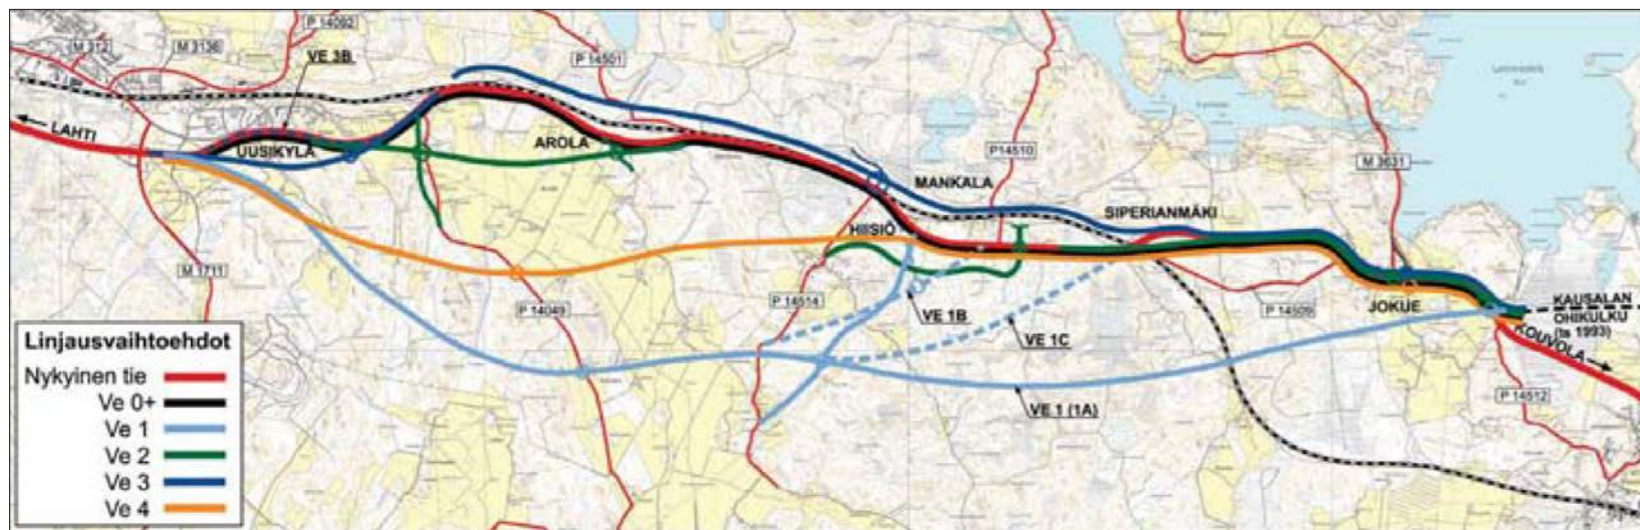 P 14092
M 312
M 3136
VE 3B
P 14501
LAHTI
UUSIKYLÄ
AROLA
P14510
M 3631
MANKALA
SIPERIANMÄKI
HIISIÖ
M 1711
P 14049
P 14514
VE 1B
VE 1C
P 14509
JOKUE
KAUSALAN
OHIKULKU
(ts 1993)
KOUVOLA
VE 1 (1A)
P 14512
Linjausvaihtoehdot
Nykyinen tie
Ve 0+
Ve 1
Ve 2
Ve 3
Ve 4